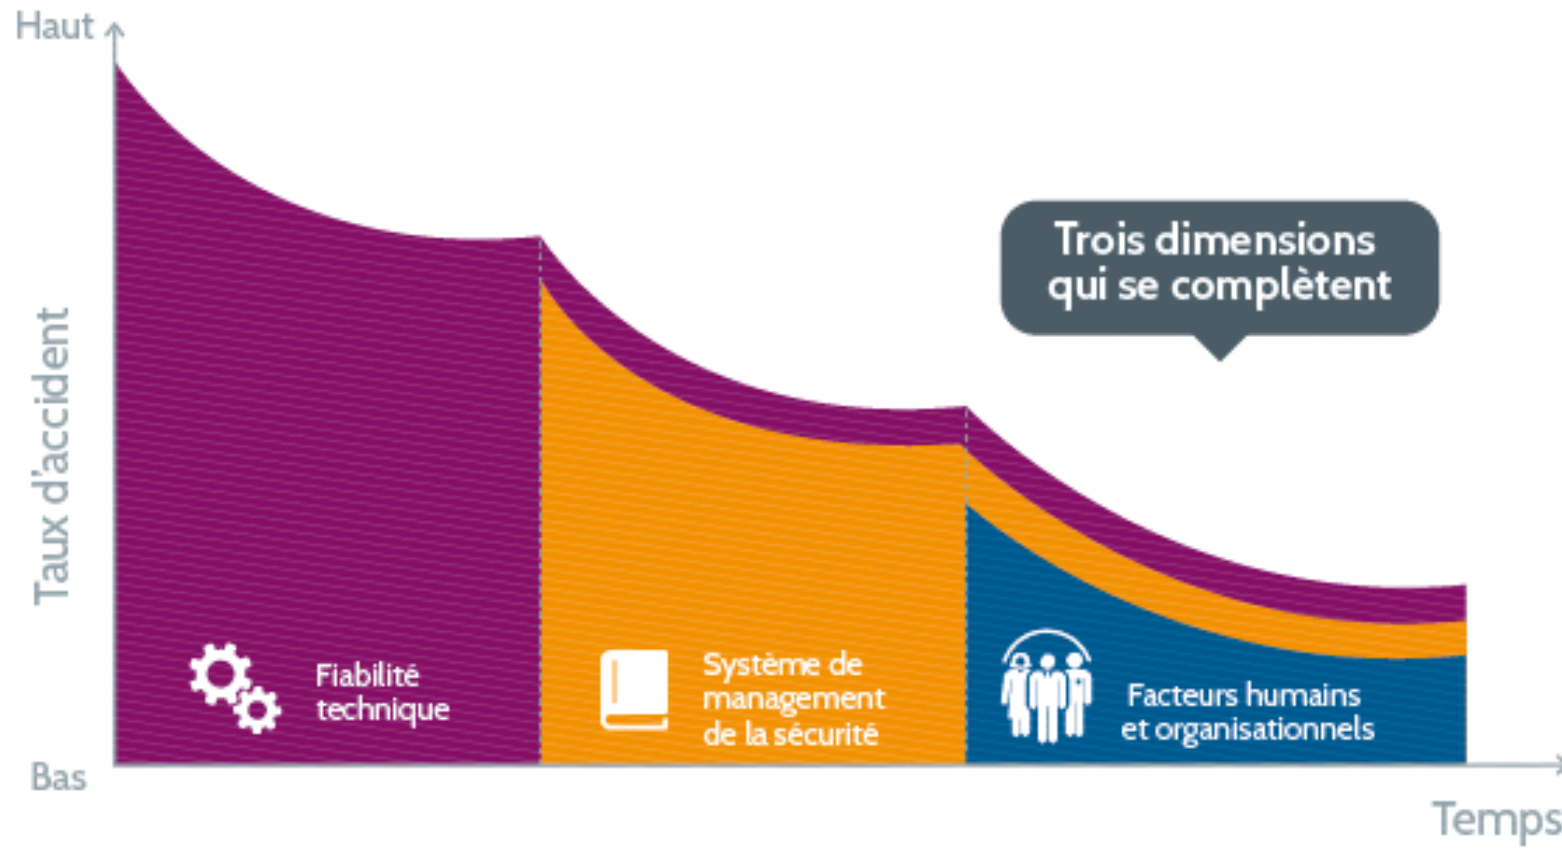 Haut
Trois dimensions
qui se complètent
Taux d'accident
Fiabilité
technique
Système de
management
de la sécurité
Facteurs humains
et organisationnels
Bas
Temps